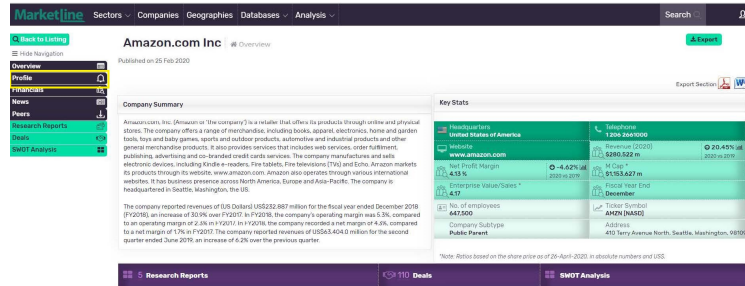 Marketline Sectors Companies Geographies Databases Analysis Search
Back to Listing
Hide Navigation
Overview
Profile
Financials
News
Peers
Research Reports
Deals
SWOT Analysis
Amazon.com Inc Overview
Export
Published on 25 Feb 2020
Export Section
Company Summary
Amazon.com, Inc. (Amazon or 'the company') is a retailer that offers its products through online and physical
stores. The company offers a range of merchandise, including books, apparel, electronics, home and garden
tools, toys and baby games, sports and outdoor products, automotive and industrial products and other
general merchandise products. It also provides services that includes web services, order fulfilment,
publishing, advertising and co-branded credit cards services. The company manufactures and sells
electronic devices, including Kindle e-readers, Fire tablets, Fire televisions (TVs) and Echo. Amazon markets
its products through its website, www.amazon.com. Amazon also operates through various international
websites. It has business presence across North America, Europe and Asia-Pacific. The company is
headquartered in Seattle, Washington, the US.
The company reported revenues of (US Dollars) US$232,887 million for the fiscal year ended December 2018
(FY2018), an increase of 30.9% over FY2017. In FY2018, the company's operating margin was 5.3%, compared
to an operating margin of 2.3% in FY2017. In FY2018, the company recorded a net margin of 4.3%, compared
to a net margin of 1.7% in FY2017. The company reported revenues of US$63,404.0 million for the second
quarter ended June 2019, an increase of 6.2% over the previous quarter.
Key Stats
Headquarters
United States of America
Telephone
1 206 2661000
Website
www.amazon.com
Revenue (2020)
$280,522 m
20.45%
2020 vs 2019
Net Profit Margin
4.13 %
-4.62%
2020 vs 2019
M Cap *
$1,153,627 m
Enterprise Value/Sales *
4.17
Fiscal Year End
December
No. of employees
647,500
Ticker Symbol
AMZN [NASD]
Company Subtype
Public Parent
Address
410 Terry Avenue North, Seattle, Washington, 98109
*Note: Ratios based on the share price as of 26-April-2020, in absolute numbers and US$.
5 Research Reports
110 Deals
SWOT Analysis